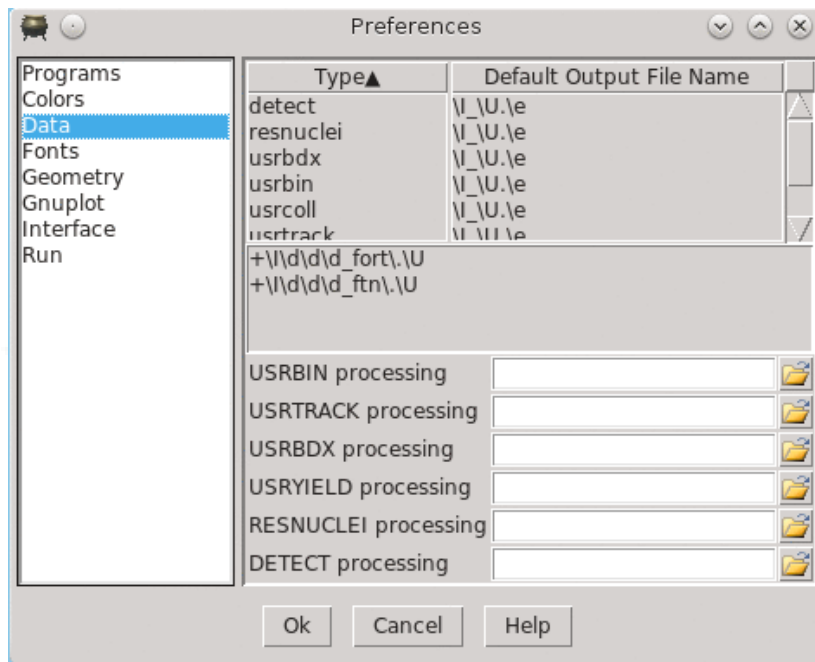 Preferences
Programs
Colors
Data
Fonts
Geometry
Gnuplot
Interface
Run
Type▲ Default Output File Name
detect \I_\U.\e
resnuclei \I_\U.\e
usrbdx \I_\U.\e
usrbin \I_\U.\e
usrcoll \I_\U.\e
usrtrack \I_\U.\e
+\I\d\d\d_fort\.\U
+\I\d\d\d_ftn\.\U
USRBIN processing
USRTRACK processing
USRBDX processing
USRYIELD processing
RESNUCLEI processing
DETECT processing
Ok Cancel Help